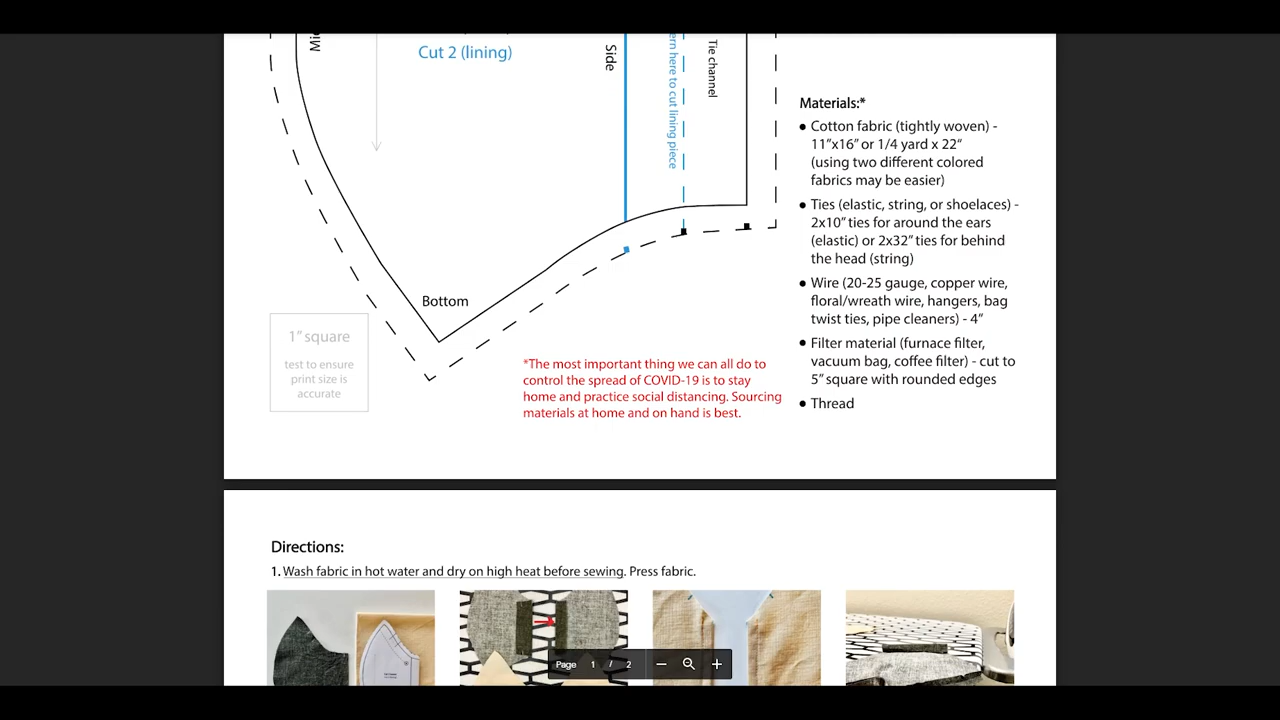 Cut 2 (lining)
Side
ern here to cut lining piece
Tie channel
Bottom
1” square
test to ensure
print size is
accurate
*The most important thing we can all do to
control the spread of COVID-19 is to stay
home and practice social distancing. Sourcing
materials at home and on hand is best.
Materials:*
● Cotton fabric (tightly woven) -
11”x16” or 1/4 yard x 22“
(using two different colored
fabrics may be easier)
● Ties (elastic, string, or shoelaces) -
2x10” ties for around the ears
(elastic) or 2x32“ ties for behind
the head (string)
● Wire (20-25 gauge, copper wire,
floral/wreath wire, hangers, bag
twist ties, pipe cleaners) - 4”
● Filter material (furnace filter,
vacuum bag, coffee filter) - cut to
5” square with rounded edges
● Thread
Directions:
1. Wash fabric in hot water and dry on high heat before sewing. Press fabric.
Page 1 / 2